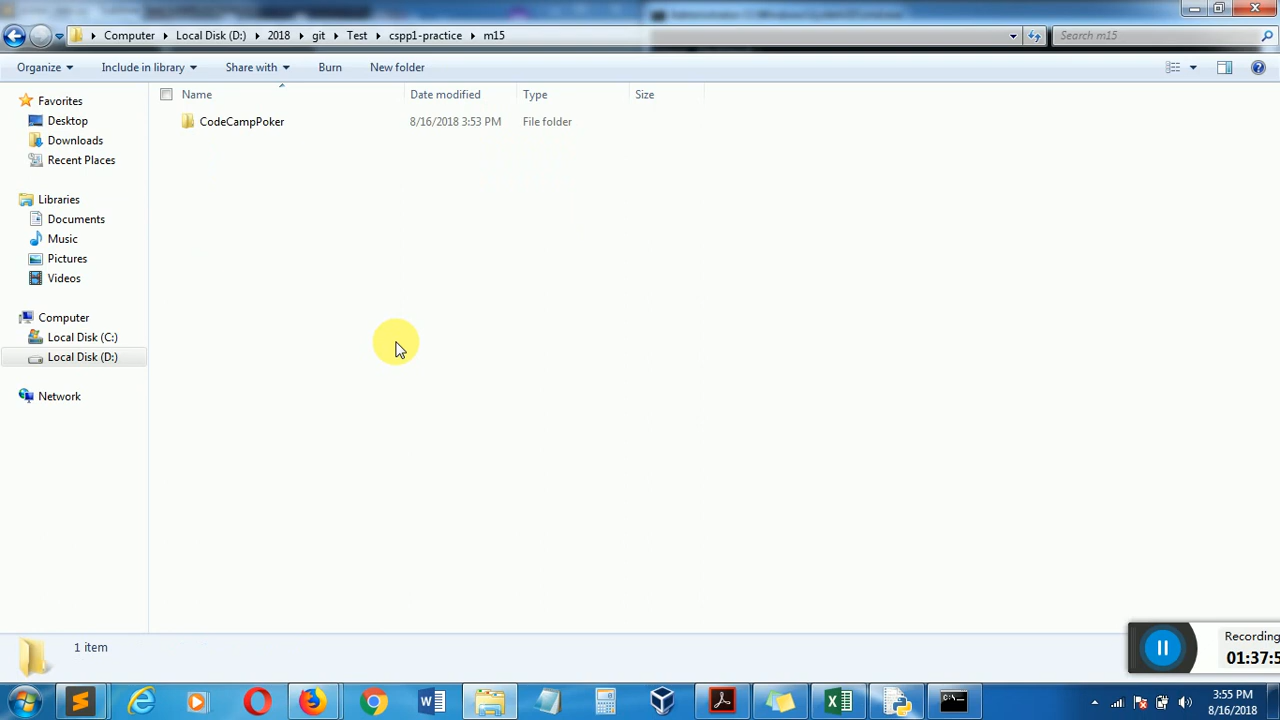 Computer Local Disk (D:) 2018 git Test cspp1-practice m15 Search m15
Organize Include in library Share with Burn New folder
Name Date modified Type Size
CodeCampPoker 8/16/2018 3:53 PM File folder
Favorites
Desktop
Downloads
Recent Places
Libraries
Documents
Music
Pictures
Videos
Computer
Local Disk (C:)
Local Disk (D:)
Network
1 item
Recording
01:37:5
3:55 PM
8/16/2018